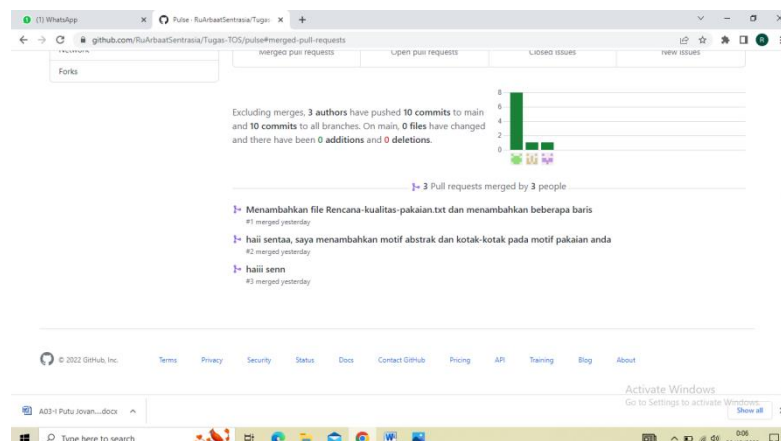 (1) WhatsApp
Pulse · RuArbaatSentrasia/Tugas-
github.com/RuArbaatSentrasia/Tugas-TOS/pulse#merged-pull-requests
R
Network
Merged pull requests
Open pull requests
Closed issues
New issues
Forks
Excluding merges, 3 authors have pushed 10 commits to main
and 10 commits to all branches. On main, 0 files have changed
and there have been 0 additions and 0 deletions.
8
6
4
2
0
3 Pull requests merged by 3 people
Menambahkan file Rencana-kualitas-pakaian.txt dan menambahkan beberapa baris
#1 merged yesterday
haii sentaa, saya menambahkan motif abstrak dan kotak-kotak pada motif pakaian anda
#2 merged yesterday
haiii senn
#3 merged yesterday
© 2022 GitHub, Inc.
Terms
Privacy
Security
Status
Docs
Contact GitHub
Pricing
API
Training
Blog
About
Activate Windows
Go to Settings to activate Windows.
A03-I Putu Jovan....docx
Show all
Type here to search
0:06